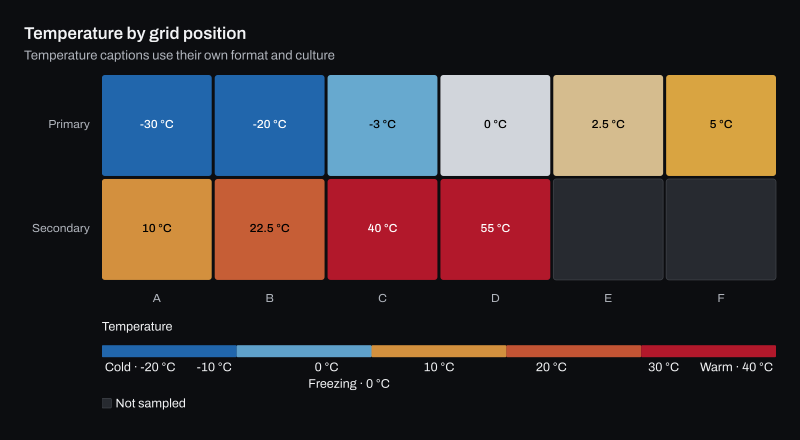 Temperature by grid position
Temperature captions use their own format and culture
Primary
-30 °C
-20 °C
-3 °C
0 °C
2.5 °C
5 °C
Secondary
10 °C
22.5 °C
40 °C
55 °C
A
B
C
D
E
F
Temperature
Cold · -20 °C
-10 °C
0 °C
10 °C
20 °C
30 °C
Warm · 40 °C
Freezing · 0 °C
Not sampled